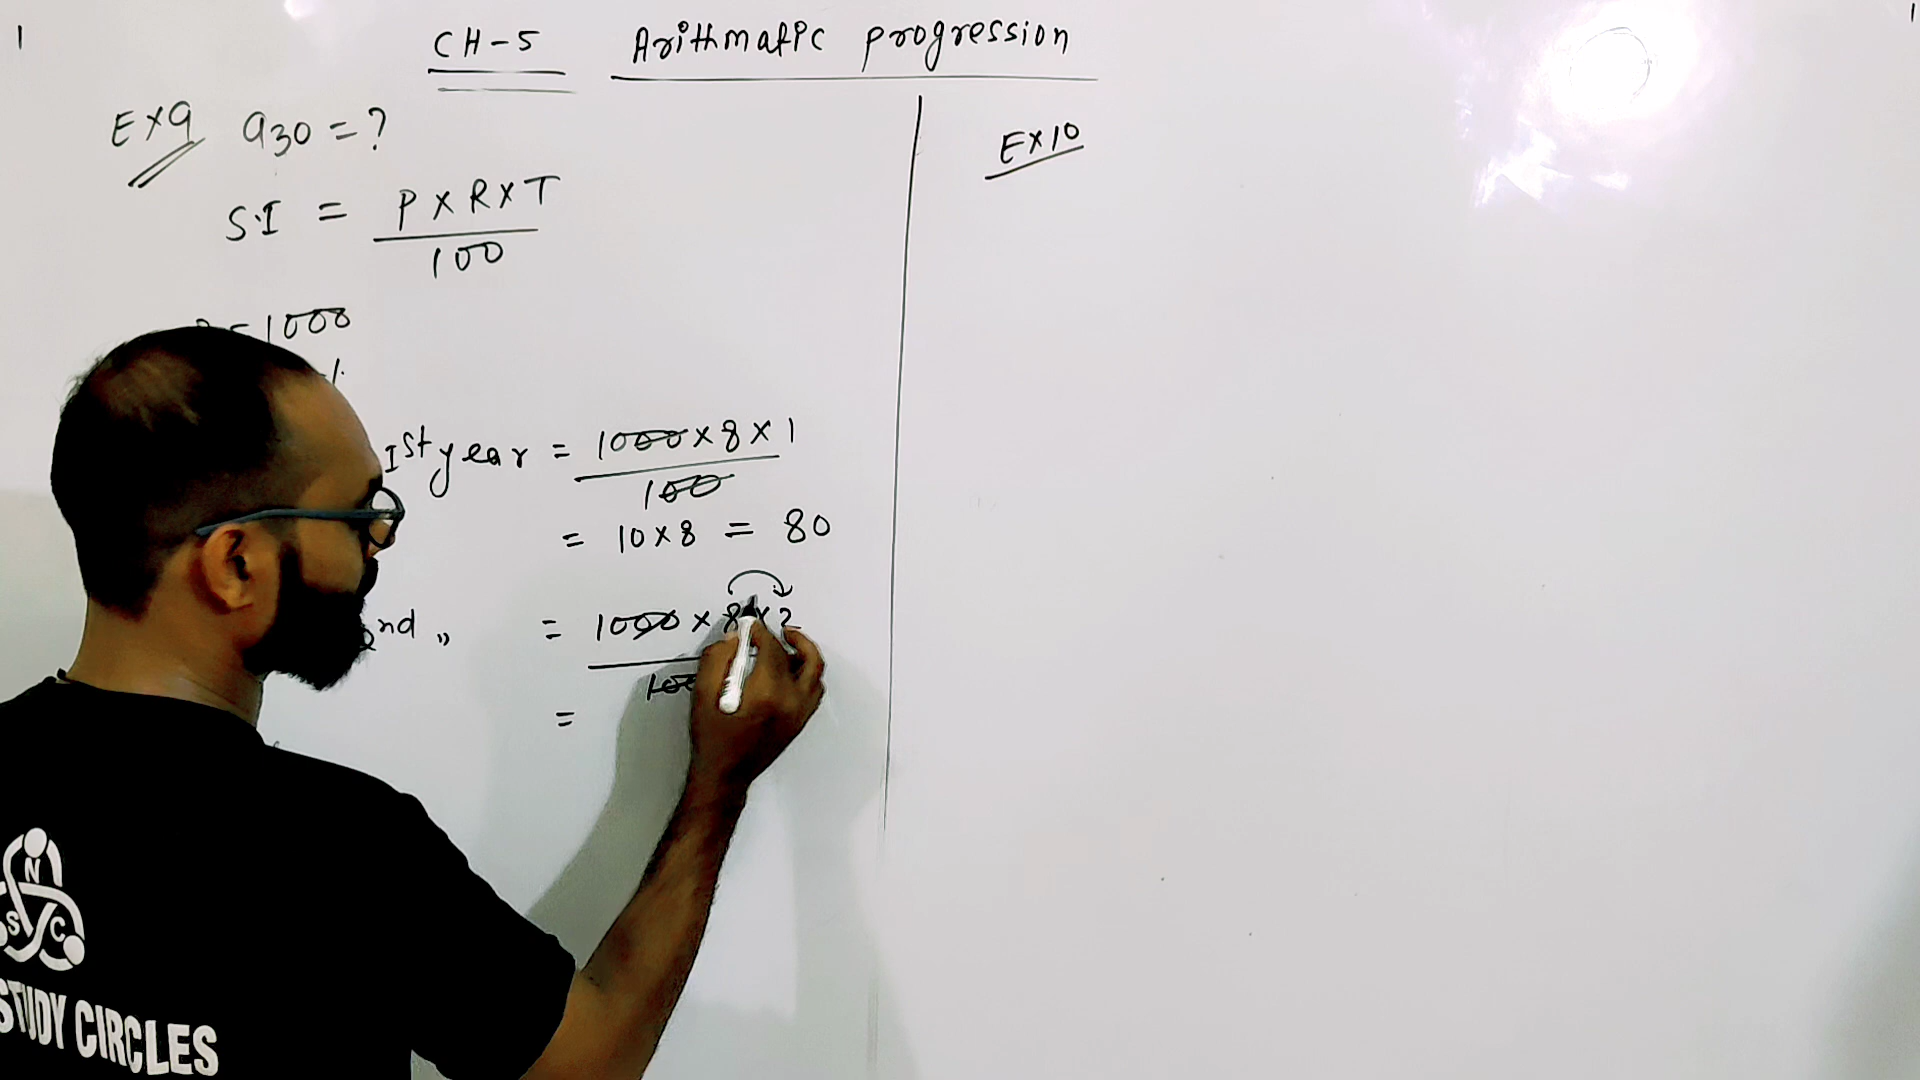 CH-5 Arithmatic progression
Ex9 a30 = ?
S.I = P x R x T
100
= 1000
1st year = 1000 x 8 x 1
100
= 10 x 8 = 80
nd ,, = 1000 x 8 x 2
100
=
Ex10
N
S C
STUDY CIRCLES